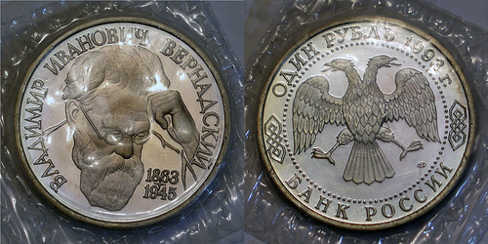 ВЛАДИМИР ИВАНОВИЧ ВЕРНАДСКИЙ
1863
1945
ОДИН РУБЛЬ 1993 г.
БАНК РОССИИ